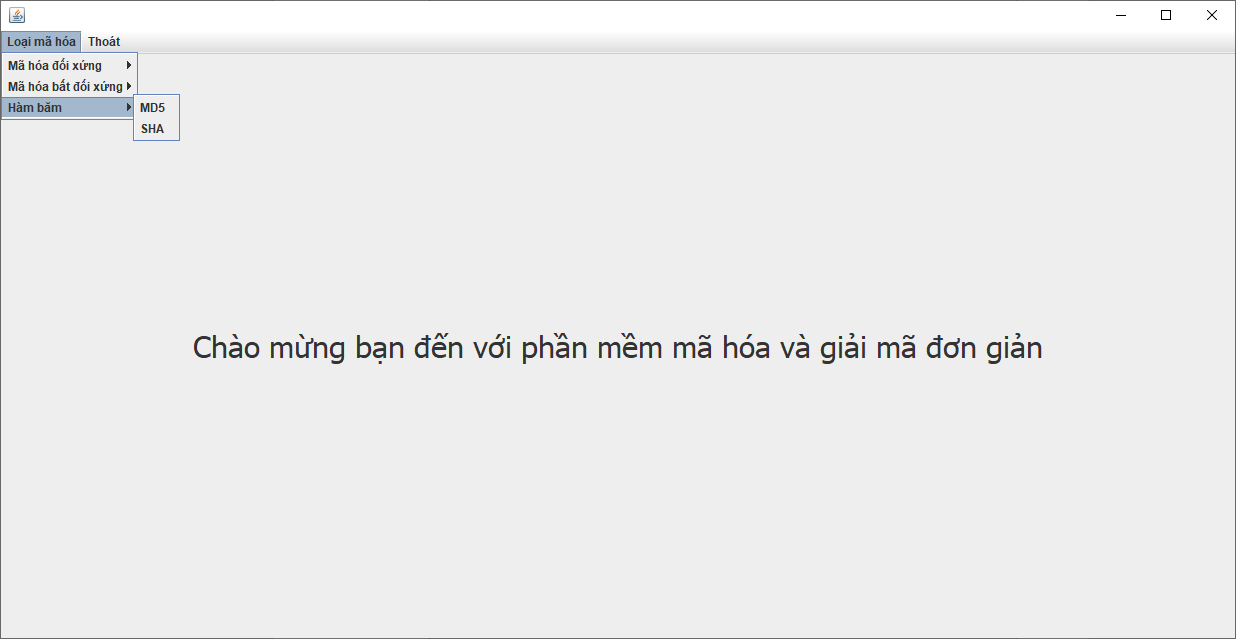 Loại mã hóa Thoát
Mã hóa đối xứng
Mã hóa bất đối xứng
Hàm băm
MD5
SHA
Chào mừng bạn đến với phần mềm mã hóa và giải mã đơn giản